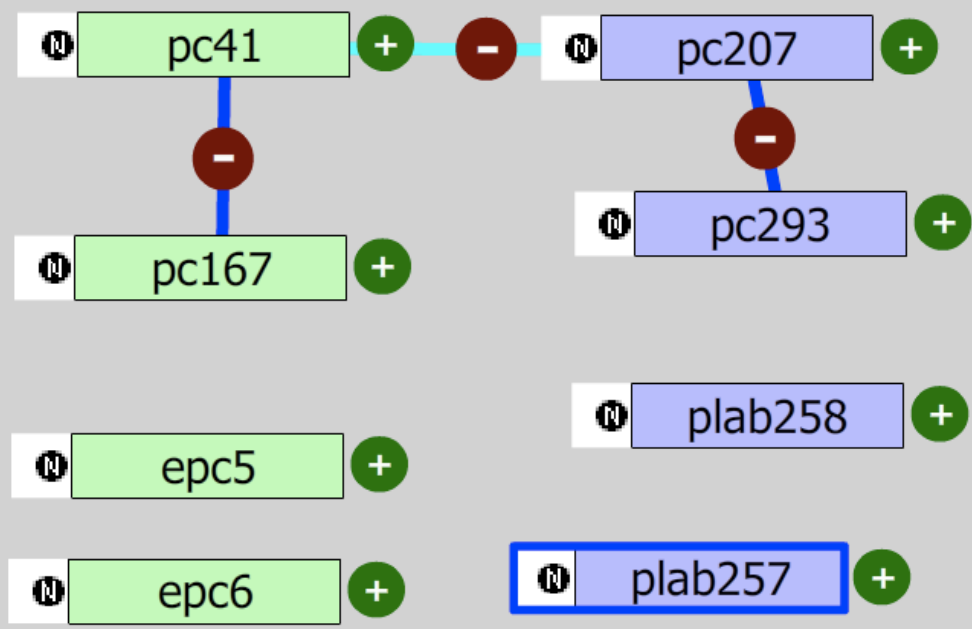 N pc41 + - N pc207 +
- -
N pc293 +
N pc167 +
N plab258 +
N epc5 +
N plab257 +
N epc6 +